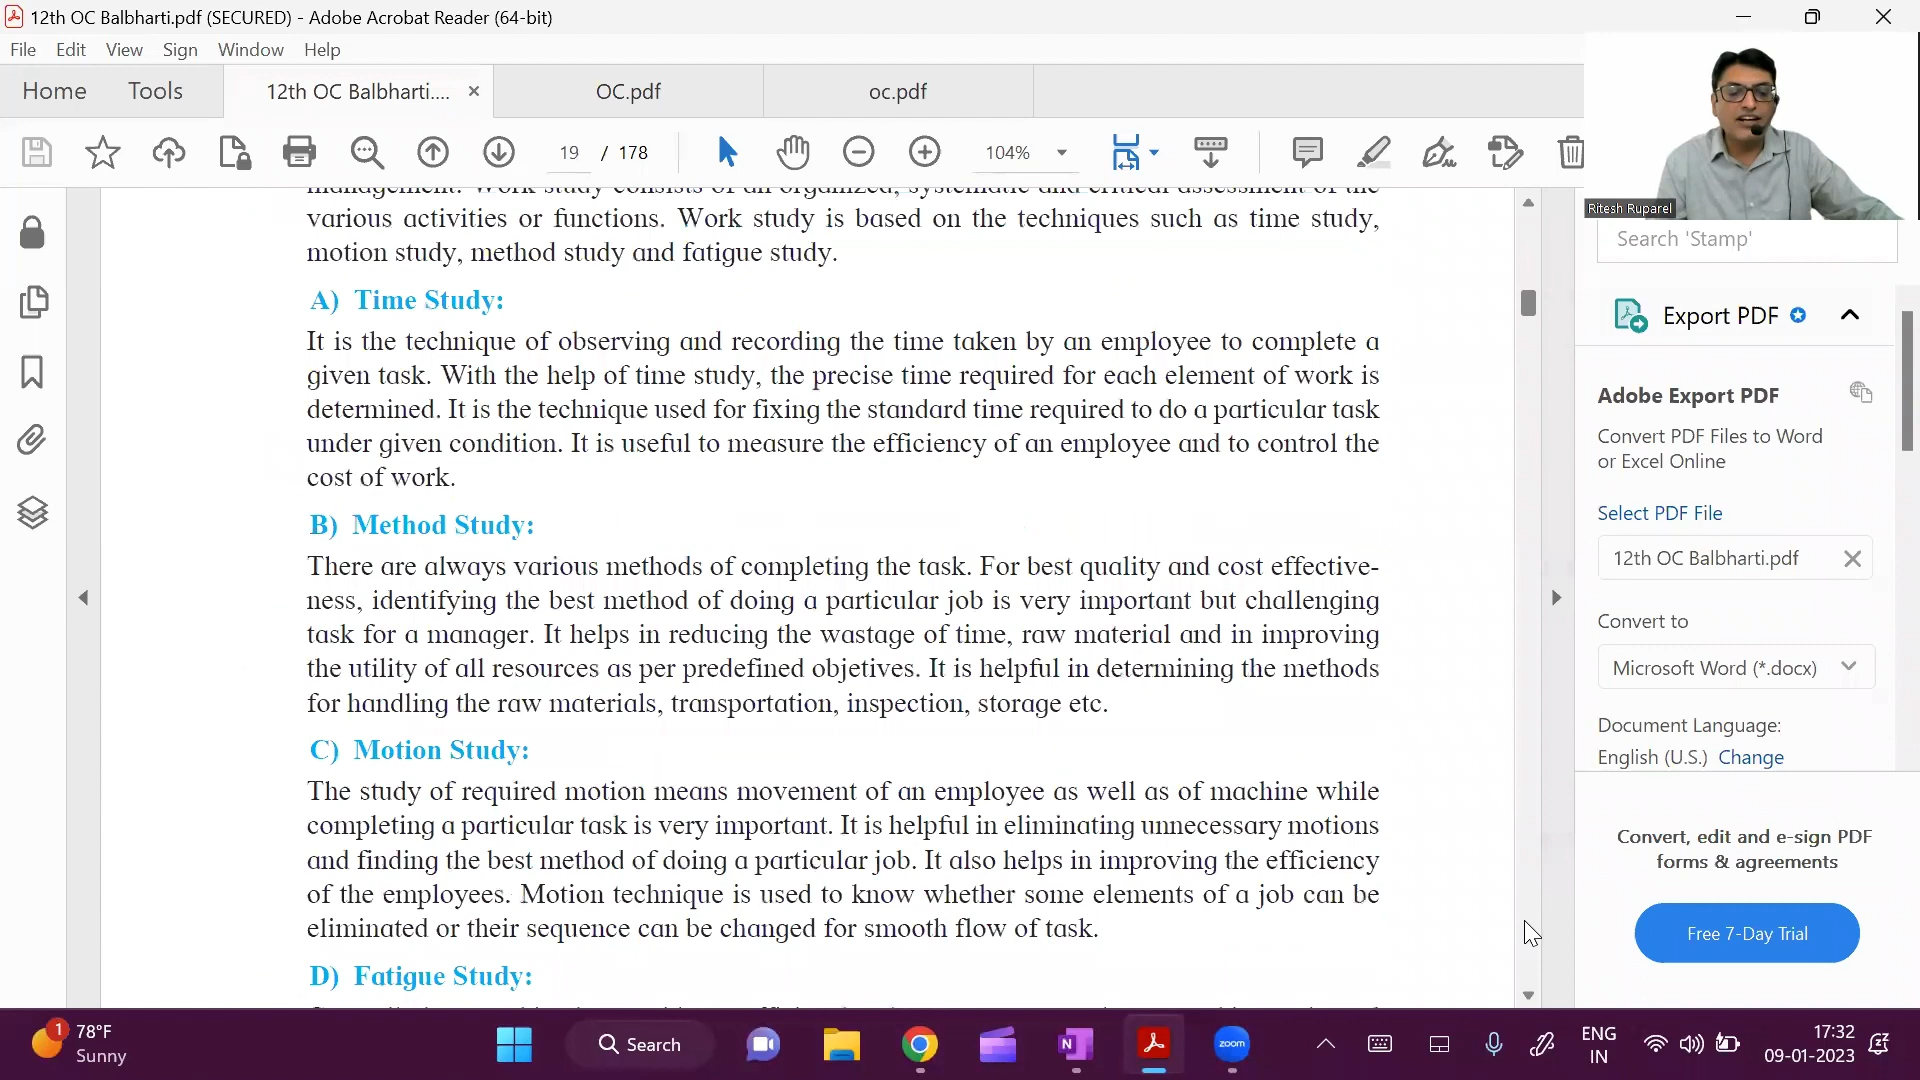 12th OC Balbharti.pdf (SECURED) - Adobe Acrobat Reader (64-bit)
File Edit View Sign Window Help
Home Tools 12th OC Balbharti.... × OC.pdf oc.pdf
19 / 178 104%
Ritesh Ruparel
management. Work study consists of an organized, systematic and critical assessment of the
various activities or functions. Work study is based on the techniques such as time study,
motion study, method study and fatigue study.
A) Time Study:
It is the technique of observing and recording the time taken by an employee to complete a
given task. With the help of time study, the precise time required for each element of work is
determined. It is the technique used for fixing the standard time required to do a particular task
under given condition. It is useful to measure the efficiency of an employee and to control the
cost of work.
B) Method Study:
There are always various methods of completing the task. For best quality and cost effective-
ness, identifying the best method of doing a particular job is very important but challenging
task for a manager. It helps in reducing the wastage of time, raw material and in improving
the utility of all resources as per predefined objetives. It is helpful in determining the methods
for handling the raw materials, transportation, inspection, storage etc.
C) Motion Study:
The study of required motion means movement of an employee as well as of machine while
completing a particular task is very important. It is helpful in eliminating unnecessary motions
and finding the best method of doing a particular job. It also helps in improving the efficiency
of the employees. Motion technique is used to know whether some elements of a job can be
eliminated or their sequence can be changed for smooth flow of task.
D) Fatigue Study:
Search 'Stamp'
Export PDF
Adobe Export PDF
Convert PDF Files to Word
or Excel Online
Select PDF File
12th OC Balbharti.pdf
Convert to
Microsoft Word (*.docx)
Document Language:
English (U.S.) Change
Convert, edit and e-sign PDF
forms & agreements
Free 7-Day Trial
1
78°F
Sunny
Search
N
zoom
ENG
IN
17:32
09-01-2023